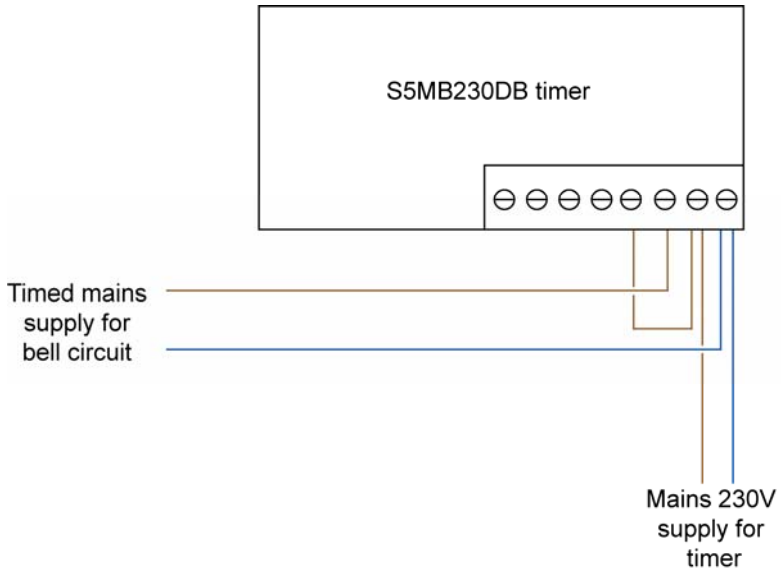 S5MB230DB timer
Timed mains
supply for
bell circuit
Mains 230V
supply for
timer